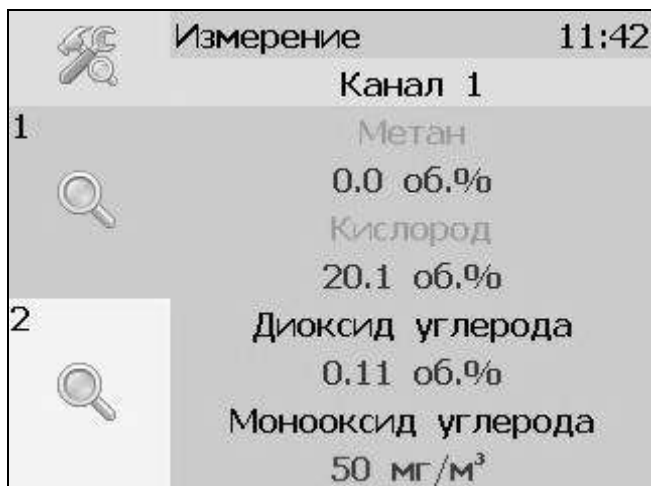 Измерение 11:42
Канал 1
1
Метан
0.0 об.%
Кислород
20.1 об.%
2
Диоксид углерода
0.11 об.%
Монооксид углерода
50 мг/м³